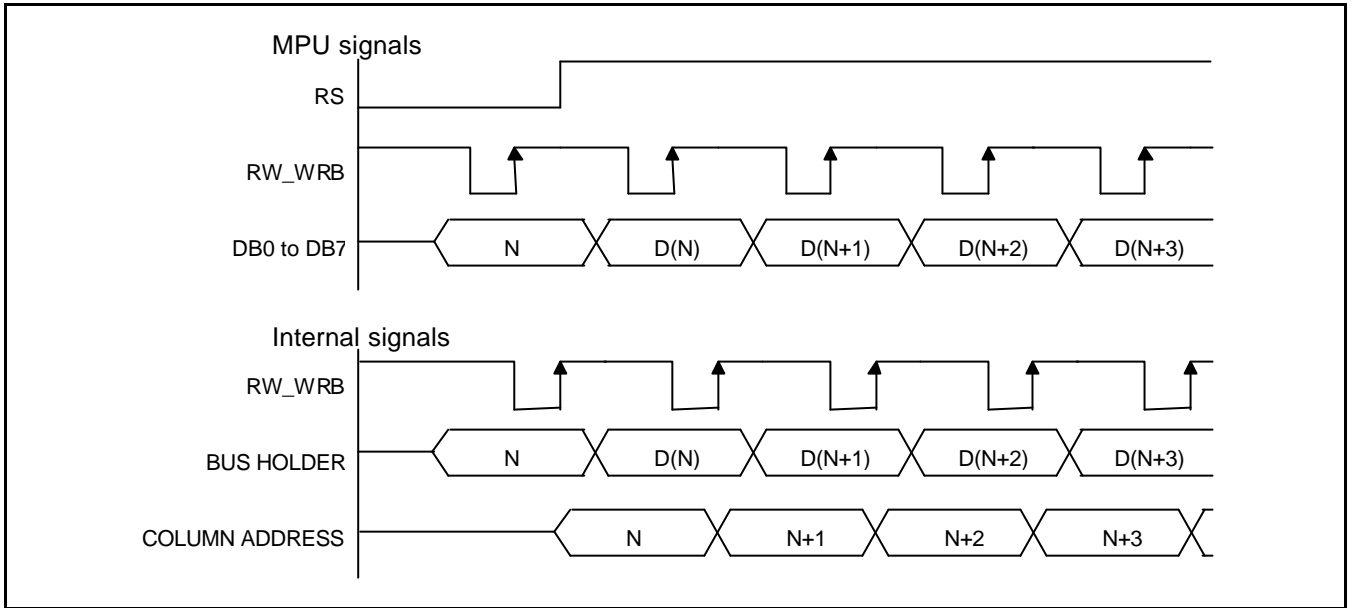 MPU signals
RS
RW_WRB
DB0 to DB7 N D(N) D(N+1) D(N+2) D(N+3)
Internal signals
RW_WRB
BUS HOLDER N D(N) D(N+1) D(N+2) D(N+3)
COLUMN ADDRESS N N+1 N+2 N+3